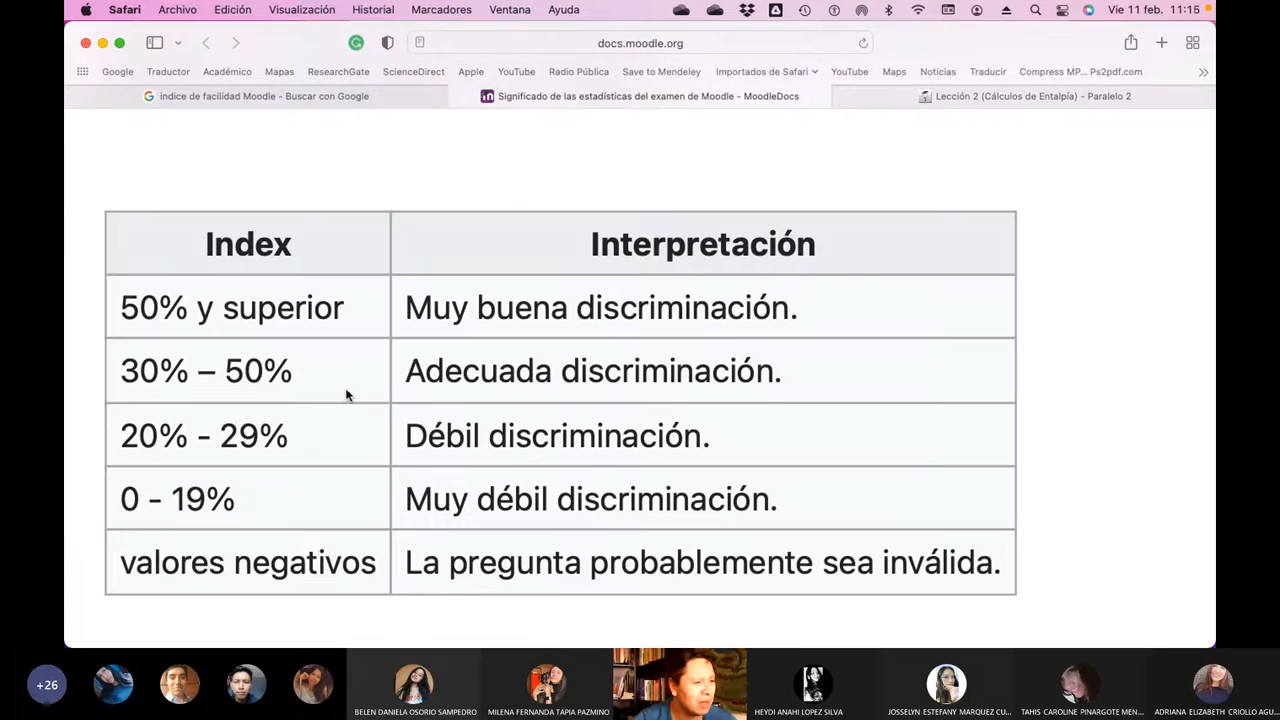 Safari Archivo Edición Visualización Historial Marcadores Ventana Ayuda Vie 11 feb. 11:15
docs.moodle.org
Google Traductor Académico Mapas ResearchGate ScienceDirect Apple YouTube Radio Pública Save to Mendeley Importados de Safari YouTube Maps Noticias Traducir Compress MP... Ps2pdf.com
indice de facilidad Moodle - Buscar con Google Significado de las estadísticas del examen de Moodle - MoodleDocs Lección 2 (Cálculos de Entalpía) - Paralelo 2
Index Interpretación
50% y superior Muy buena discriminación.
30% – 50% Adecuada discriminación.
20% - 29% Débil discriminación.
0 - 19% Muy débil discriminación.
valores negativos La pregunta probablemente sea inválida.
+26
BELEN DANIELA OSORIO SAMPEDRO MILENA FERNANDA TAPIA PAZMINO HEYDI ANAHI LOPEZ SILVA JOSSELYN ESTEFANY MARQUEZ CU... TAHIS CAROLINE PINARGOTE MEN... ADRIANA ELIZABETH CRIOLLO AGU...